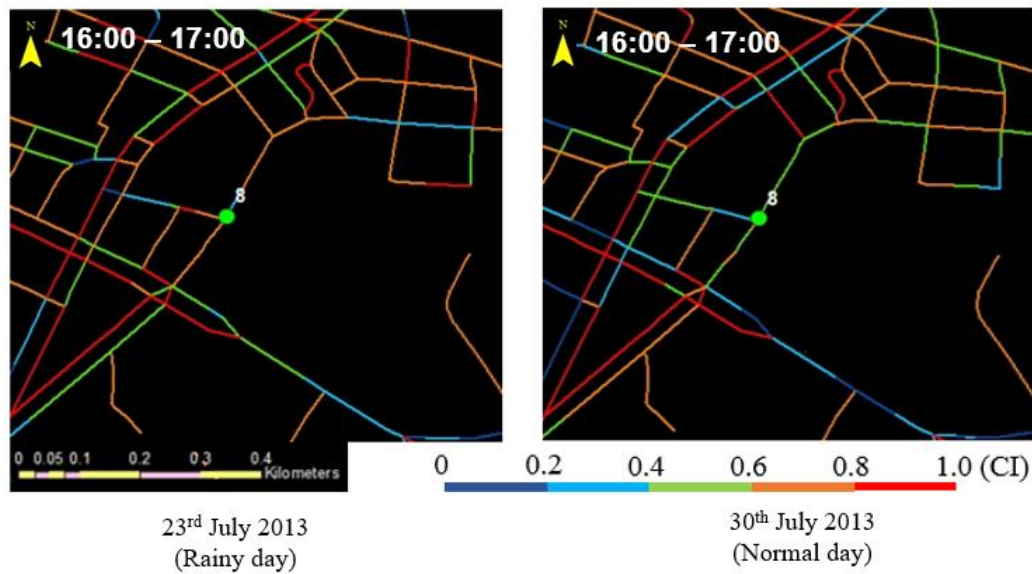 N
16:00 – 17:00
8
0 0.05 0.1 0.2 0.3 0.4
Kilometers
23rd July 2013
(Rainy day)
N
16:00 – 17:00
8
0 0.2 0.4 0.6 0.8 1.0 (CI)
30th July 2013
(Normal day)